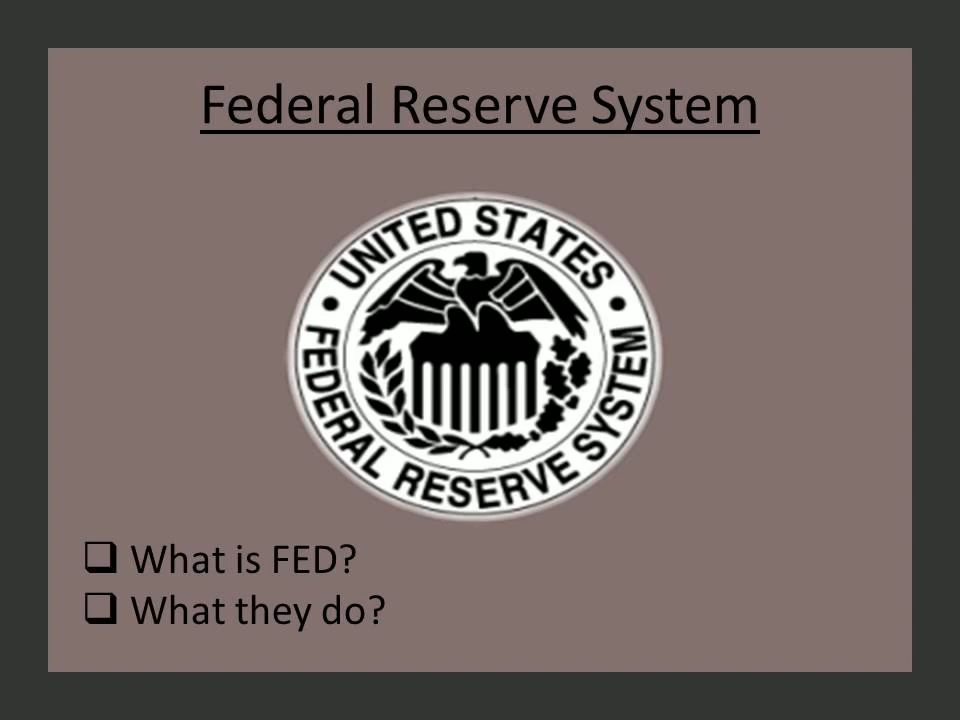 Federal Reserve System
UNITED STATES
FEDERAL RESERVE SYSTEM
What is FED?
What they do?